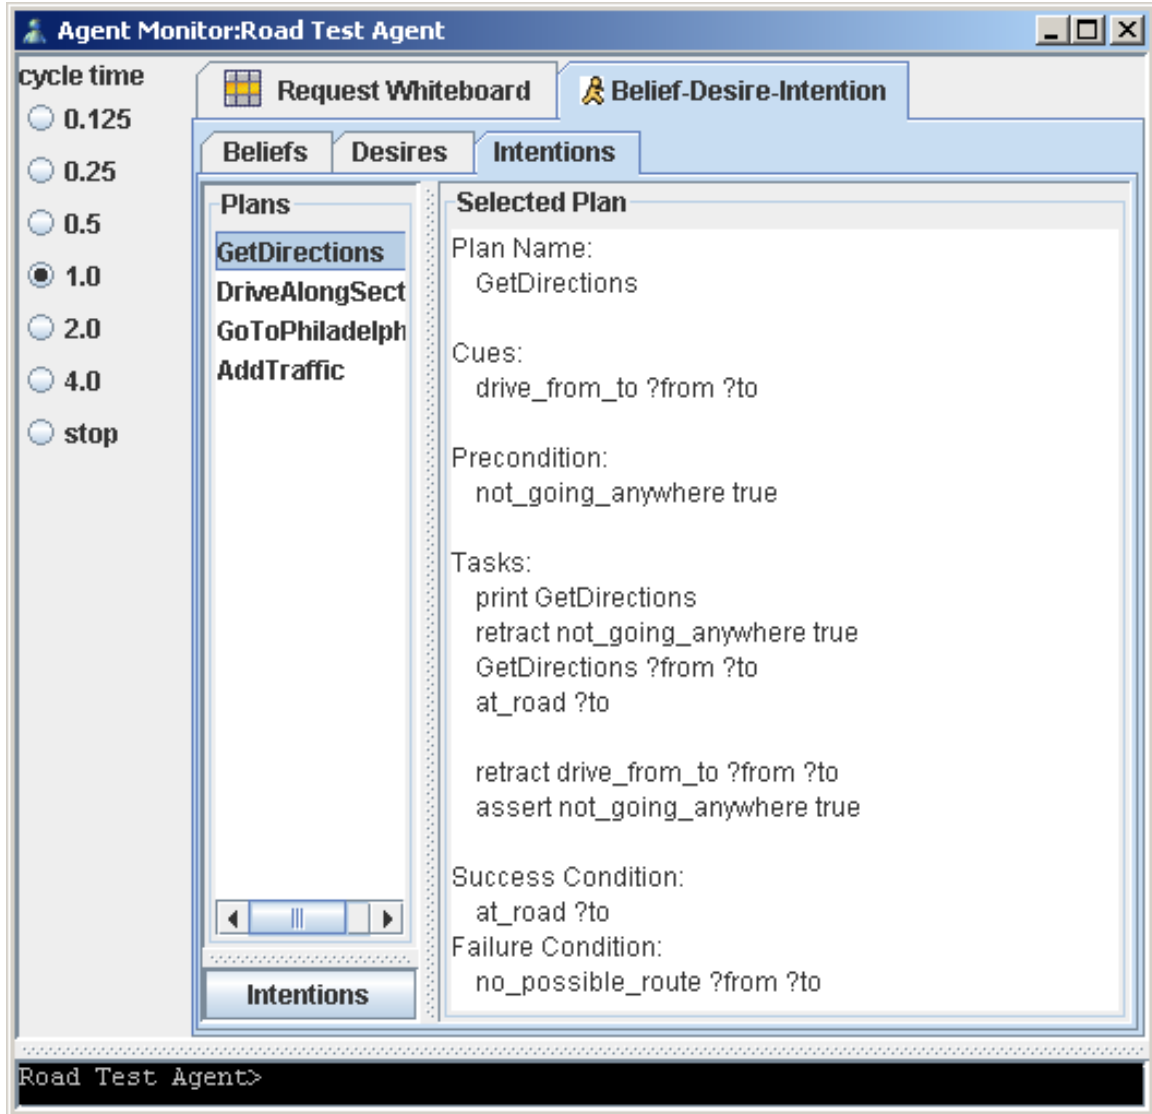 Agent Monitor:Road Test Agent
cycle time
0.125
0.25
0.5
1.0
2.0
4.0
stop
Request Whiteboard
Belief-Desire-Intention
Beliefs
Desires
Intentions
Plans
GetDirections
DriveAlongSect
GoToPhiladelph
AddTraffic
Intentions
Selected Plan
Plan Name:
GetDirections
Cues:
drive_from_to ?from ?to
Precondition:
not_going_anywhere true
Tasks:
print GetDirections
retract not_going_anywhere true
GetDirections ?from ?to
at_road ?to
retract drive_from_to ?from ?to
assert not_going_anywhere true
Success Condition:
at_road ?to
Failure Condition:
no_possible_route ?from ?to
Road Test Agent>